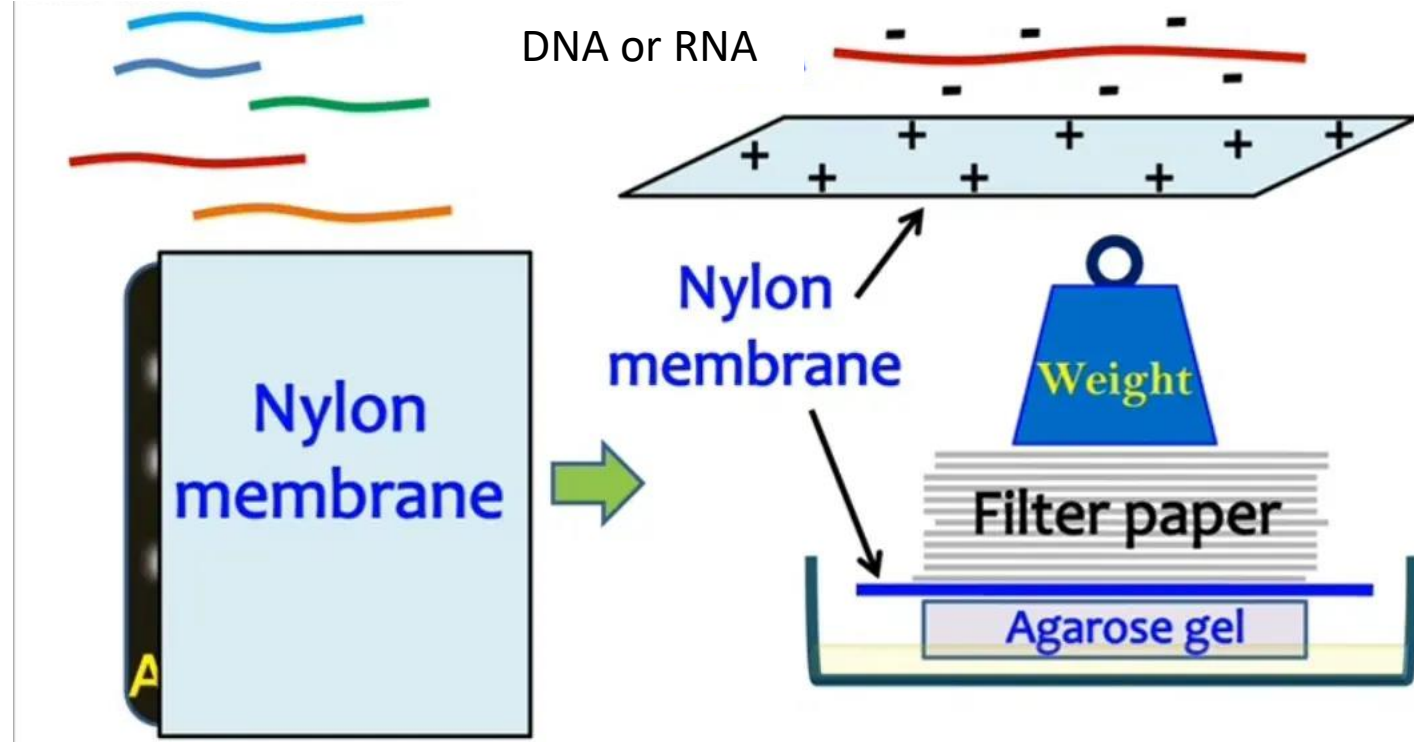 DNA or RNA
Nylon
membrane
Nylon
membrane
Weight
Filter paper
Agarose gel
A